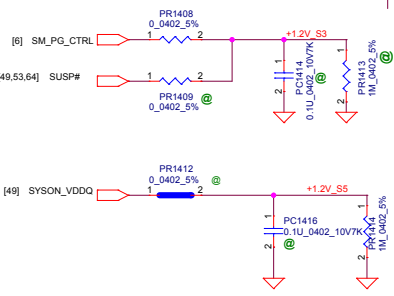 PR1408
0_0402_5%
[6] SM_PG_CTRL
1 2
+1.2V_S3
49,53,64] SUSP#
1 2
PR1409
0_0402_5%
@
1
2
PC1414
0.1U_0402_10V7K
@
1
2
PR1413
1M_0402_5%
@
PR1412
0_0402_5%
@
[49] SYSON_VDDQ
1 2
+1.2V_S5
1
2
PC1416
0.1U_0402_10V7K
@
1
2
PR1414
1M_0402_5%